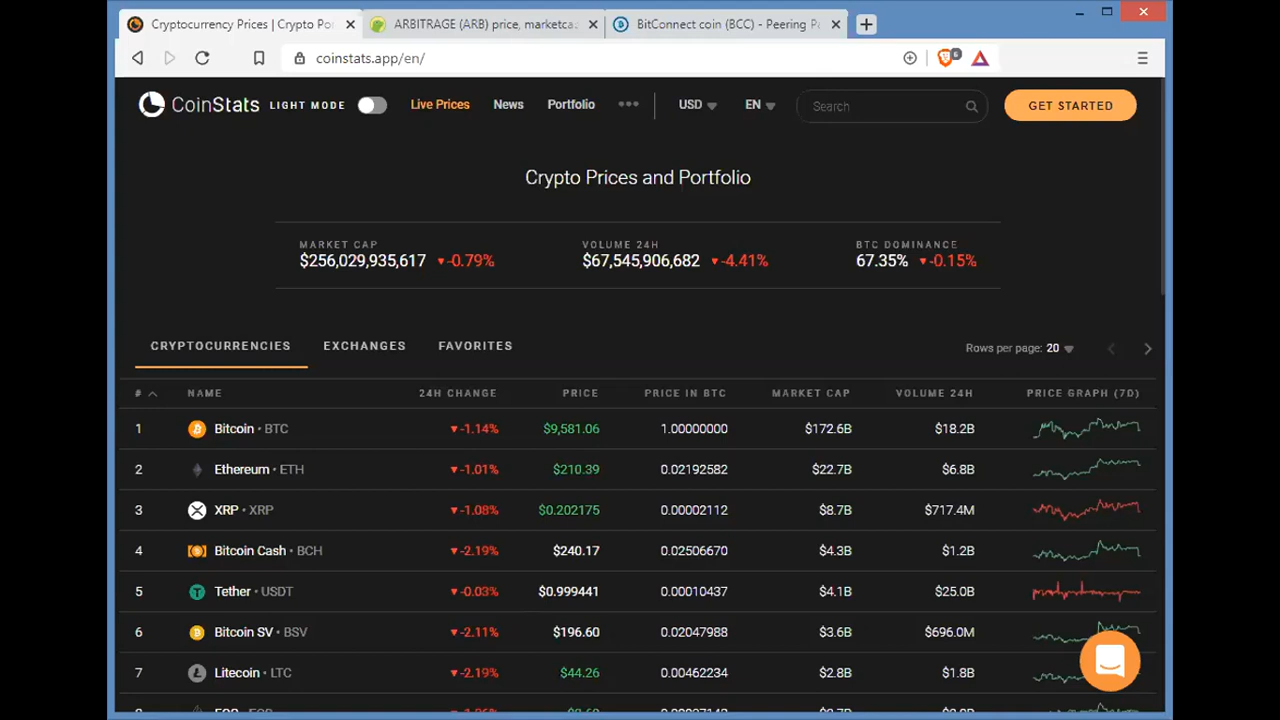 Cryptocurrency Prices | Crypto Po
ARBITRAGE (ARB) price, marketca
BitConnect coin (BCC) - Peering Po
coinstats.app/en/
6
CoinStats LIGHT MODE Live Prices News Portfolio USD EN Search GET STARTED
Crypto Prices and Portfolio
MARKET CAP VOLUME 24H BTC DOMINANCE
$256,029,935,617 ▼-0.79% $67,545,906,682 ▼-4.41% 67.35% ▼-0.15%
CRYPTOCURRENCIES EXCHANGES FAVORITES Rows per page: 20
# NAME 24H CHANGE PRICE PRICE IN BTC MARKET CAP VOLUME 24H PRICE GRAPH (7D)
1 Bitcoin • BTC ▼-1.14% $9,581.06 1.00000000 $172.6B $18.2B
2 Ethereum • ETH ▼-1.01% $210.39 0.02192582 $22.7B $6.8B
3 XRP • XRP ▼-1.08% $0.202175 0.00002112 $8.7B $717.4M
4 Bitcoin Cash • BCH ▼-2.19% $240.17 0.02506670 $4.3B $1.2B
5 Tether • USDT ▼-0.03% $0.999441 0.00010437 $4.1B $25.0B
6 Bitcoin SV • BSV ▼-2.11% $196.60 0.02047988 $3.6B $696.0M
7 Litecoin • LTC ▼-2.19% $44.26 0.00462234 $2.8B $1.8B